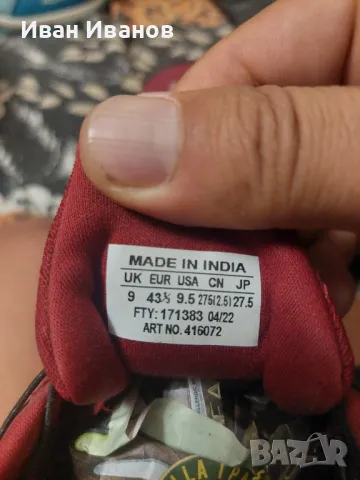 Иван Иванов
MADE IN INDIA
UK EUR USA CN JP
9 43⅓ 9.5 275(2.5) 27.5
FTY: 171383 04/22
ART NO. 416072
BAZAR
bg